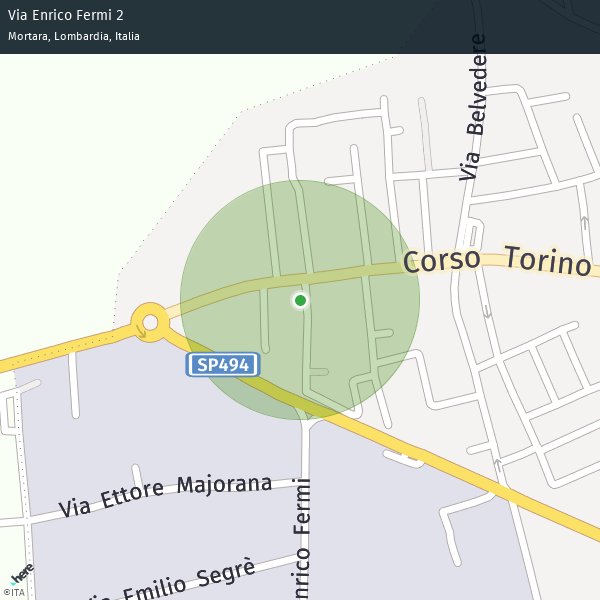 Via Enrico Fermi 2
Mortara, Lombardia, Italia
Via Belvedere
Corso Torino
SP494
Via Ettore Majorana
nrico Fermi
Via Emilio Segrè
here
©ITA